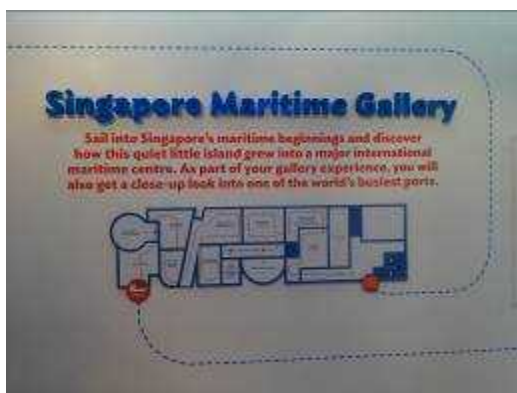 Singapore Maritime Gallery
Sail into Singapore's maritime beginnings and discover
how this quiet little island grew into a major international
maritime centre. As part of your gallery experience, you will
also get a close-up look into one of the world's busiest ports.